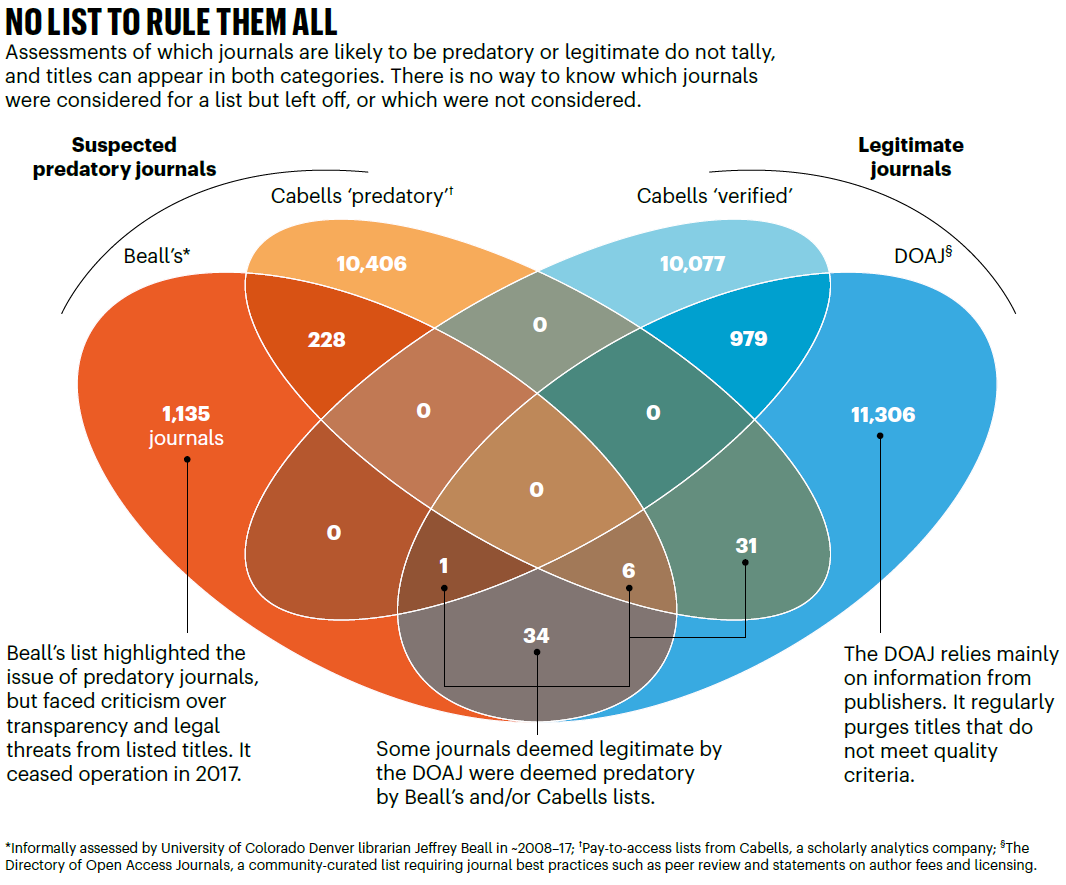 NO LIST TO RULE THEM ALL
Assessments of which journals are likely to be predatory or legitimate do not tally,
and titles can appear in both categories. There is no way to know which journals
were considered for a list but left off, or which were not considered.
Suspected
predatory journals
Legitimate
journals
Cabells ‘predatory’†
Cabells ‘verified’
Beall’s*
DOAJ§
10,406
10,077
0
228
979
1,135
journals
0
0
11,306
0
0
31
1
6
34
Beall’s list highlighted the
issue of predatory journals,
but faced criticism over
transparency and legal
threats from listed titles. It
ceased operation in 2017.
The DOAJ relies mainly
on information from
publishers. It regularly
purges titles that do
not meet quality
criteria.
Some journals deemed legitimate by
the DOAJ were deemed predatory
by Beall’s and/or Cabells lists.
*Informally assessed by University of Colorado Denver librarian Jeffrey Beall in ~2008–17; †Pay-to-access lists from Cabells, a scholarly analytics company; §The
Directory of Open Access Journals, a community-curated list requiring journal best practices such as peer review and statements on author fees and licensing.